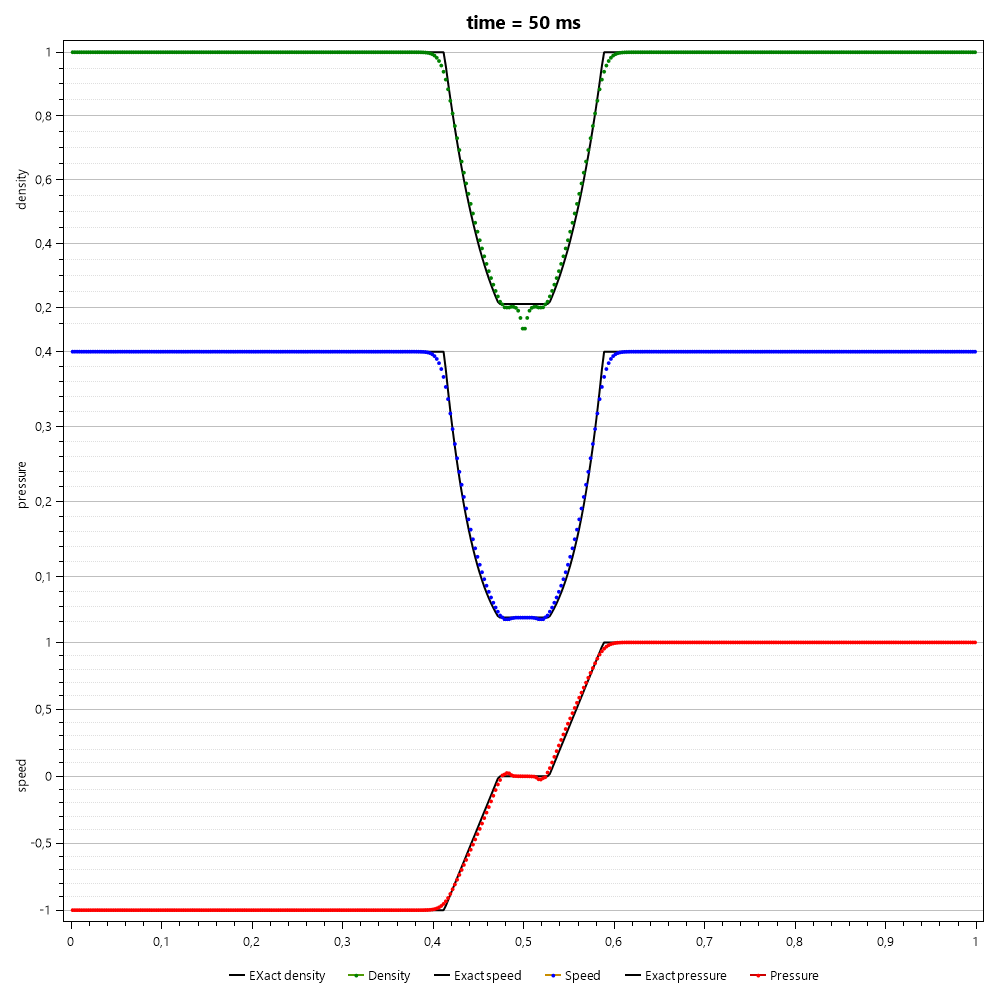 time = 50 ms
1
0,8
0,6
0,4
0,2
density
0,4
0,3
0,2
0,1
pressure
1
0,5
0
-0,5
-1
speed
0 0,1 0,2 0,3 0,4 0,5 0,6 0,7 0,8 0,9 1
EXact density Density Exact speed Speed Exact pressure Pressure